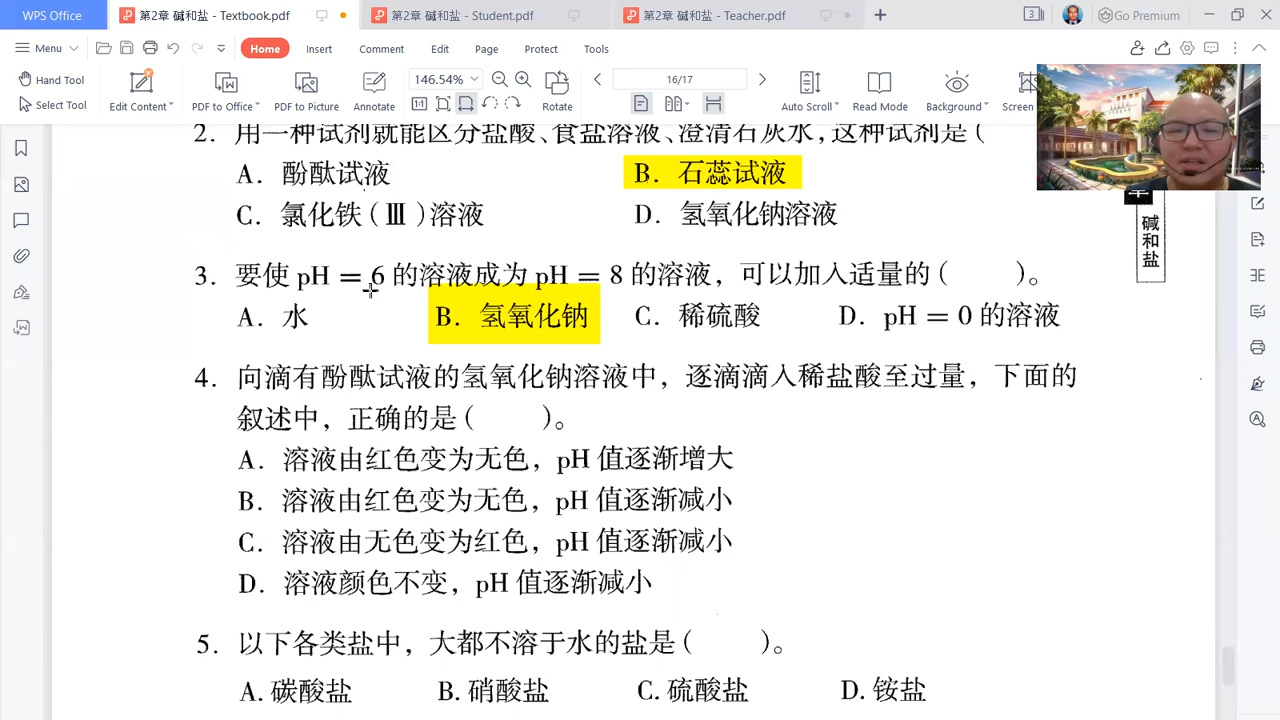 WPS Office
第2章 碱和盐 - Textbook.pdf
第2章 碱和盐 - Student.pdf
第2章 碱和盐 - Teacher.pdf
3
Go Premium
Menu
Home
Insert
Comment
Edit
Page
Protect
Tools
Hand Tool
Select Tool
Edit Content
PDF to Office
PDF to Picture
Annotate
146.54%
Rotate
16/17
Auto Scroll
Read Mode
Background
Screen
2. 用一种试剂就能区分盐酸、食盐溶液、澄清石灰水,这种试剂是(
A. 酚酞试液 B. 石蕊试液
C. 氯化铁(Ⅲ)溶液 D. 氢氧化钠溶液
章 碱和盐
3. 要使 pH = 6 的溶液成为 pH = 8 的溶液,可以加入适量的( )。
A. 水 B. 氢氧化钠 C. 稀硫酸 D. pH = 0 的溶液
4. 向滴有酚酞试液的氢氧化钠溶液中,逐滴滴入稀盐酸至过量,下面的
叙述中,正确的是( )。
A. 溶液由红色变为无色,pH 值逐渐增大
B. 溶液由红色变为无色,pH 值逐渐减小
C. 溶液由无色变为红色,pH 值逐渐减小
D. 溶液颜色不变,pH 值逐渐减小
5. 以下各类盐中,大都不溶于水的盐是( )。
A. 碳酸盐 B. 硝酸盐 C. 硫酸盐 D. 铵盐